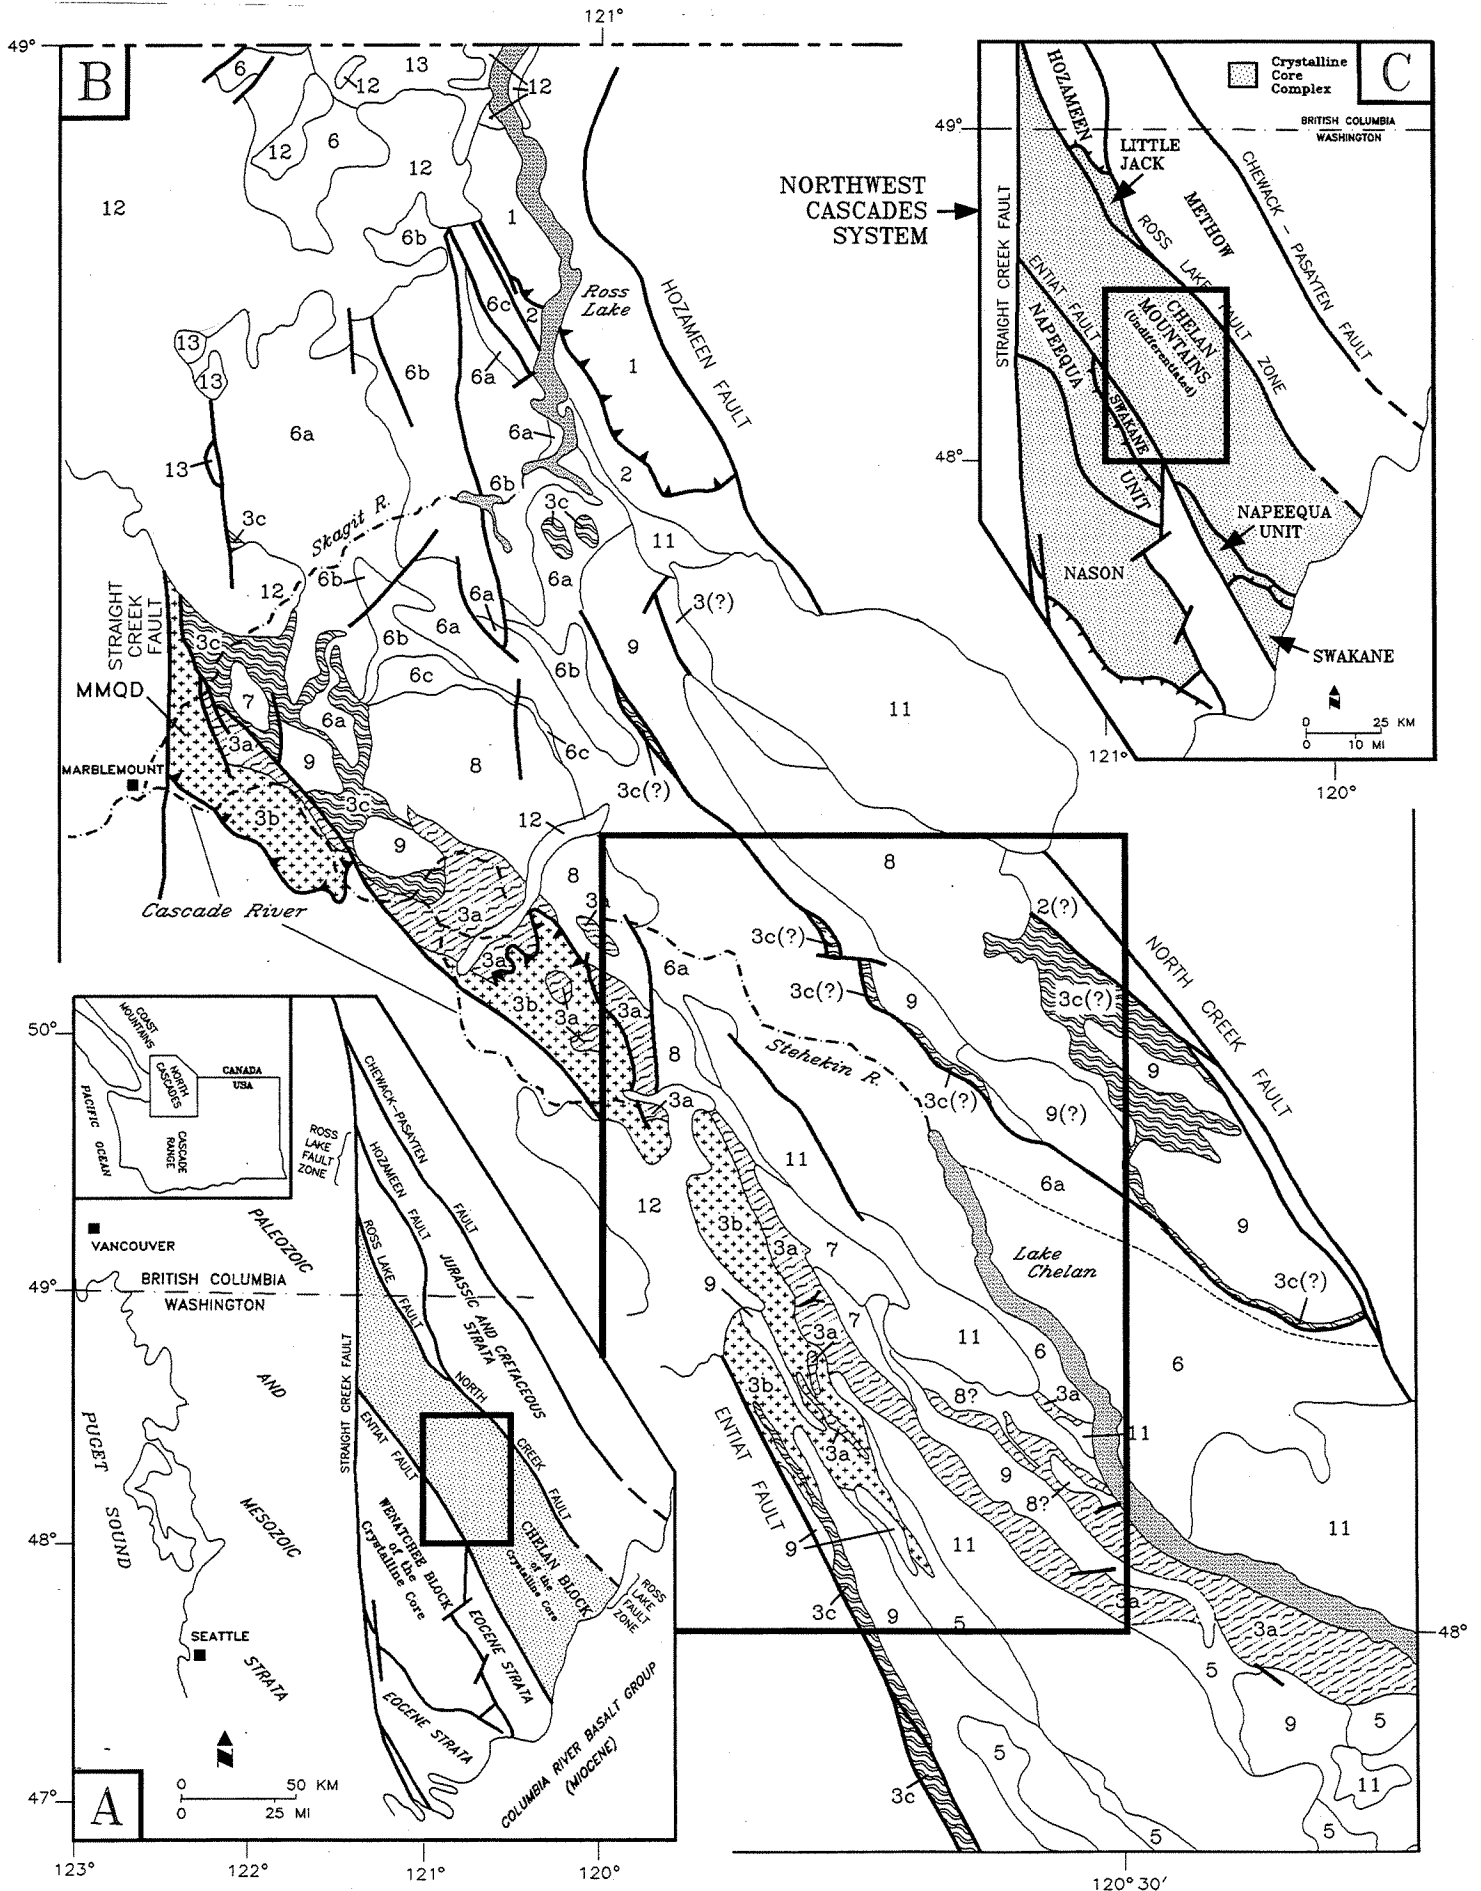 121°
49°
B
6
12
13
12
12
6
12
12
1
6b
6c
2
Ross
Lake
HOZAMEEN FAULT
13
13
6b
6a
1
6a
6a
13
2
6b
3c
Skagit R.
3c
11
12
6b
6a
6a
3(?)
STRAIGHT
CREEK
FAULT
3c
6b
6a
9
6b
6c
MMQD
7
6a
11
3a
9
8
6c
MARBLEMOUNT
3c(?)
3b
3c
12
9
8
8
Cascade River
3a
3a
2(?)
3c(?)
3a
6a
NORTH CREEK FAULT
3b
3c(?)
9
3c(?)
3a
3a
8
Stehekin R.
9
3a
3c(?)
9(?)
11
6a
12
3b
9
3a
7
Lake
Chelan
9
3c(?)
7
3a
11
6
6
3b
8?
3a
ENTIAT FAULT
3a
11
9
8?
9
11
11
3a
3c
9
5
3a
48°
5
9
5
5
11
3c
5
5
120°30'
C
Crystalline
Core
Complex
HOZAMEEN
49°
BRITISH COLUMBIA
WASHINGTON
LITTLE
JACK
NORTHWEST
CASCADES
SYSTEM
STRAIGHT CREEK FAULT
ROSS LAKE FAULT ZONE
METHOW
CHEWACK – PASAYTEN FAULT
ENTIAT FAULT
NAPEEQUA
UNIT
CHELAN
MOUNTAINS
(Undifferentiated)
SWAKANE
48°
NAPEEQUA
UNIT
NASON
SWAKANE
N
0 25 KM
0 10 MI
121°
120°
50°
COAST
MOUNTAINS
NORTH
CASCADES
CANADA
USA
PACIFIC OCEAN
CASCADE
RANGE
CHEWACK–PASAYTEN FAULT
ROSS
LAKE
FAULT
ZONE
HOZAMEEN FAULT
VANCOUVER
PALEOZOIC
ROSS LAKE FAULT
JURASSIC AND CRETACEOUS
STRATA
49°
BRITISH COLUMBIA
WASHINGTON
STRAIGHT CREEK FAULT
AND
NORTH CREEK FAULT
ENTIAT FAULT
PUGET
SOUND
MESOZOIC
48°
WENATCHEE BLOCK
of the
Crystalline Core
CHELAN BLOCK
of the
Crystalline Core
ROSS
LAKE
FAULT
ZONE
SEATTLE
STRATA
EOCENE STRATA
EOCENE STRATA
COLUMBIA RIVER BASALT GROUP
(MIOCENE)
N
0 50 KM
0 25 MI
47°
A
123°
122°
121°
120°